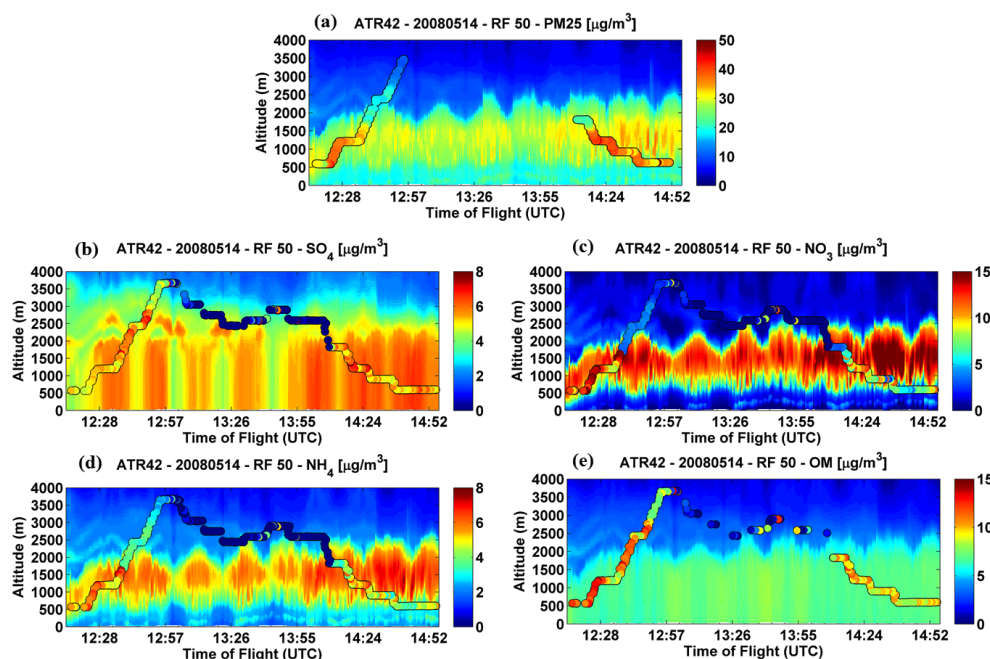 (a) ATR42 - 20080514 - RF 50 - PM25 [μg/m³]
4000 50
3500
3000 40
2500 30
2000
1500 20
1000 10
500
0 0
Altitude (m)
12:28 12:57 13:26 13:55 14:24 14:52
Time of Flight (UTC)
(b) ATR42 - 20080514 - RF 50 - SO₄ [μg/m³]
4000 8
3500
3000 6
2500
2000 4
1500
1000 2
500
0 0
Altitude (m)
12:28 12:57 13:26 13:55 14:24 14:52
Time of Flight (UTC)
(c) ATR42 - 20080514 - RF 50 - NO₃ [μg/m³]
4000 15
3500
3000
2500 10
2000
1500 5
1000
500
0 0
Altitude (m)
12:28 12:57 13:26 13:55 14:24 14:52
Time of Flight (UTC)
(d) ATR42 - 20080514 - RF 50 - NH₄ [μg/m³]
4000 8
3500
3000 6
2500
2000 4
1500
1000 2
500
0 0
Altitude (m)
12:28 12:57 13:26 13:55 14:24 14:52
Time of Flight (UTC)
(e) ATR42 - 20080514 - RF 50 - OM [μg/m³]
4000 15
3500
3000
2500 10
2000
1500 5
1000
500
0 0
Altitude (m)
12:28 12:57 13:26 13:55 14:24 14:52
Time of Flight (UTC)